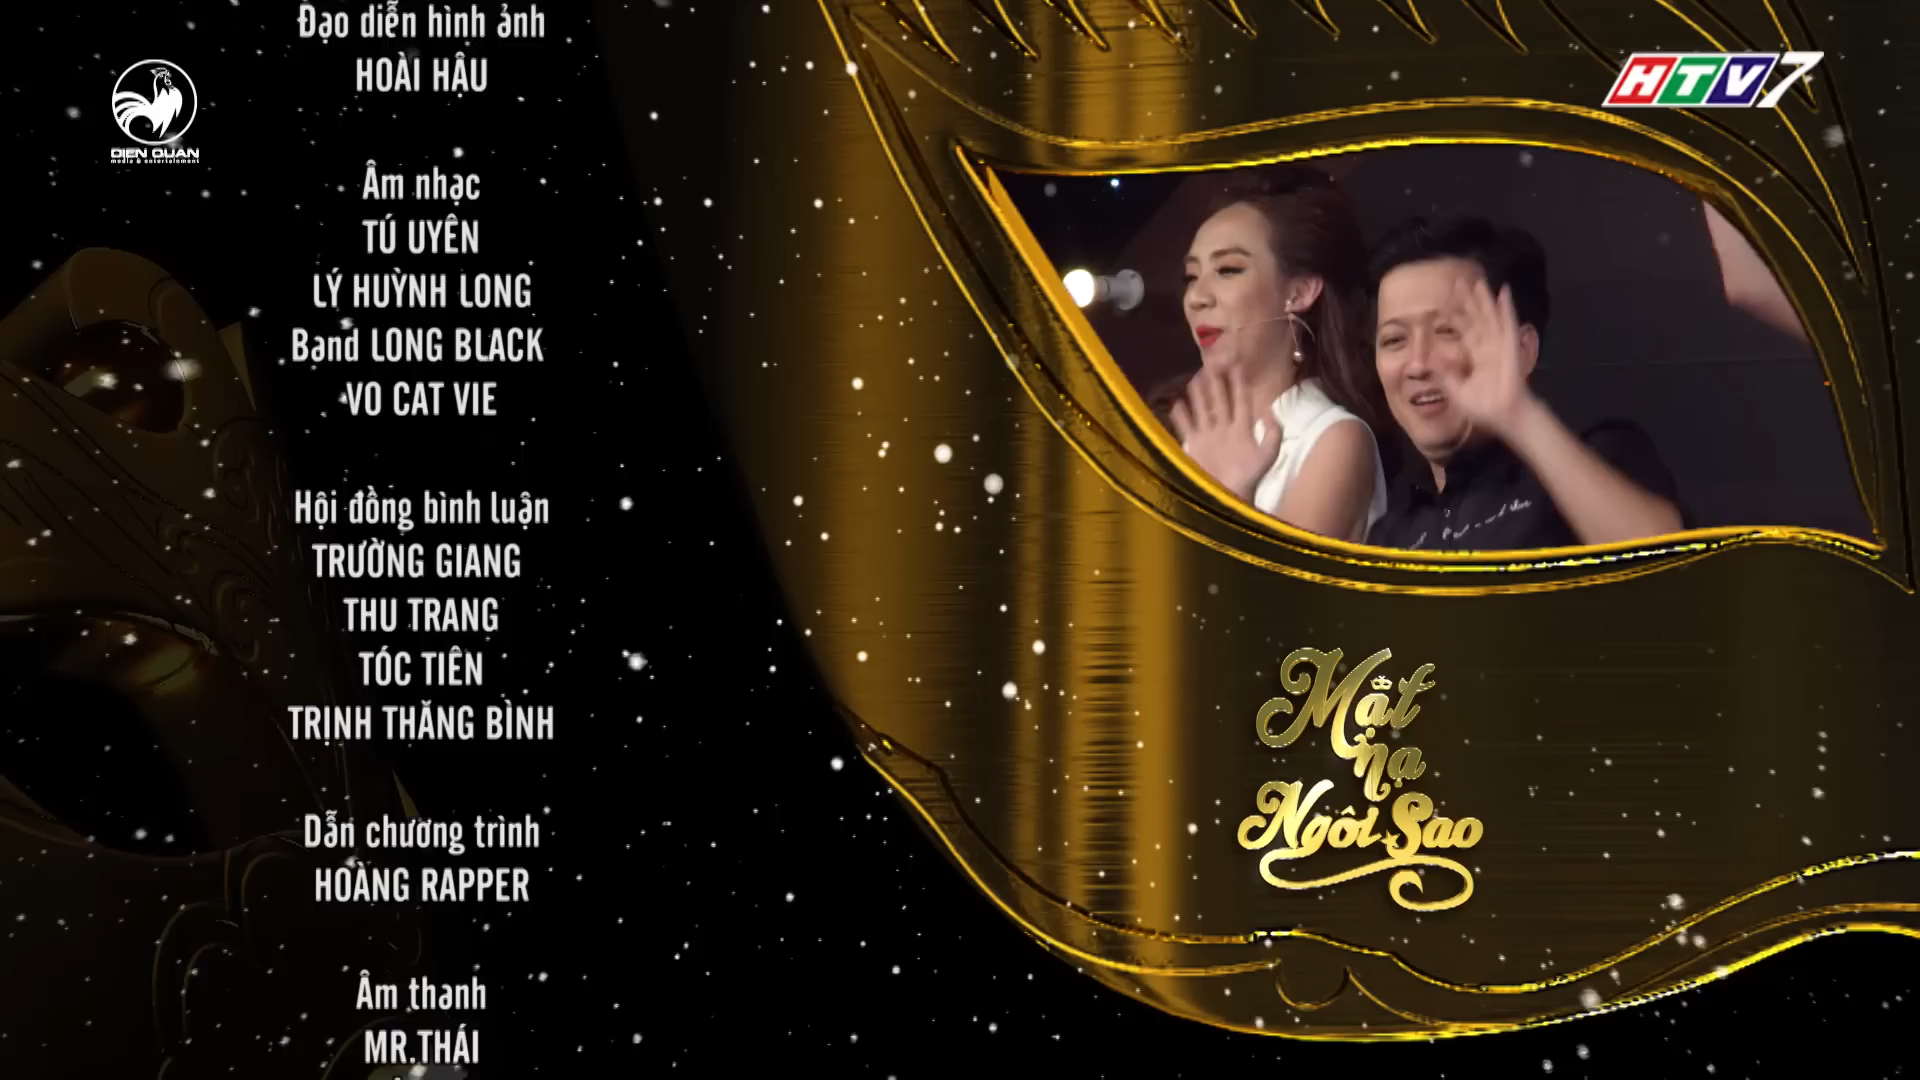 Đạo diễn hình ảnh
HOÀI HẬU
Âm nhạc
TÚ UYÊN
LÝ HUỲNH LONG
Band LONG BLACK
VO CAT VIE
Hội đồng bình luận
TRƯỜNG GIANG
THU TRANG
TÓC TIÊN
TRỊNH THĂNG BÌNH
Dẫn chương trình
HOÀNG RAPPER
Âm thanh
MR.THÁI
DIEN QUAN
media & entertainment
HTV7
Mặt
nạ
Ngôi Sao